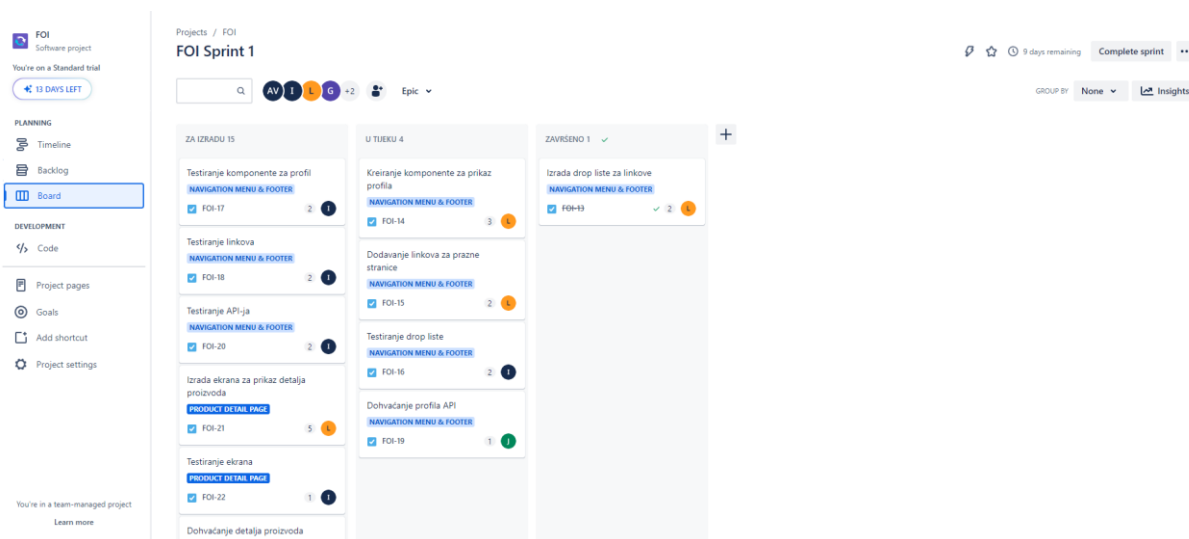 FOI
Software project
You're on a Standard trial
13 DAYS LEFT
PLANNING
Timeline
Backlog
Board
DEVELOPMENT
Code
Project pages
Goals
Add shortcut
Project settings
You're in a team-managed project
Learn more
Projects / FOI
FOI Sprint 1
9 days remaining
Complete sprint
AV I L G +2
Epic
GROUP BY None
Insights
ZA IZRADU 15
Testiranje komponente za profil
NAVIGATION MENU & FOOTER
FOI-17 2 I
Testiranje linkova
NAVIGATION MENU & FOOTER
FOI-18 2 I
Testiranje API-ja
NAVIGATION MENU & FOOTER
FOI-20 2 I
Izrada ekrana za prikaz detalja
proizvoda
PRODUCT DETAIL PAGE
FOI-21 5 L
Testiranje ekrana
PRODUCT DETAIL PAGE
FOI-22 1 I
Dohvaćanje detalja proizvoda
U TIJEKU 4
Kreiranje komponente za prikaz
profila
NAVIGATION MENU & FOOTER
FOI-14 3 L
Dodavanje linkova za prazne
stranice
NAVIGATION MENU & FOOTER
FOI-15 2 L
Testiranje drop liste
NAVIGATION MENU & FOOTER
FOI-16 2 I
Dohvaćanje profila API
NAVIGATION MENU & FOOTER
FOI-19 1 J
ZAVRŠENO 1
Izrada drop liste za linkove
NAVIGATION MENU & FOOTER
FOI-13 2 L